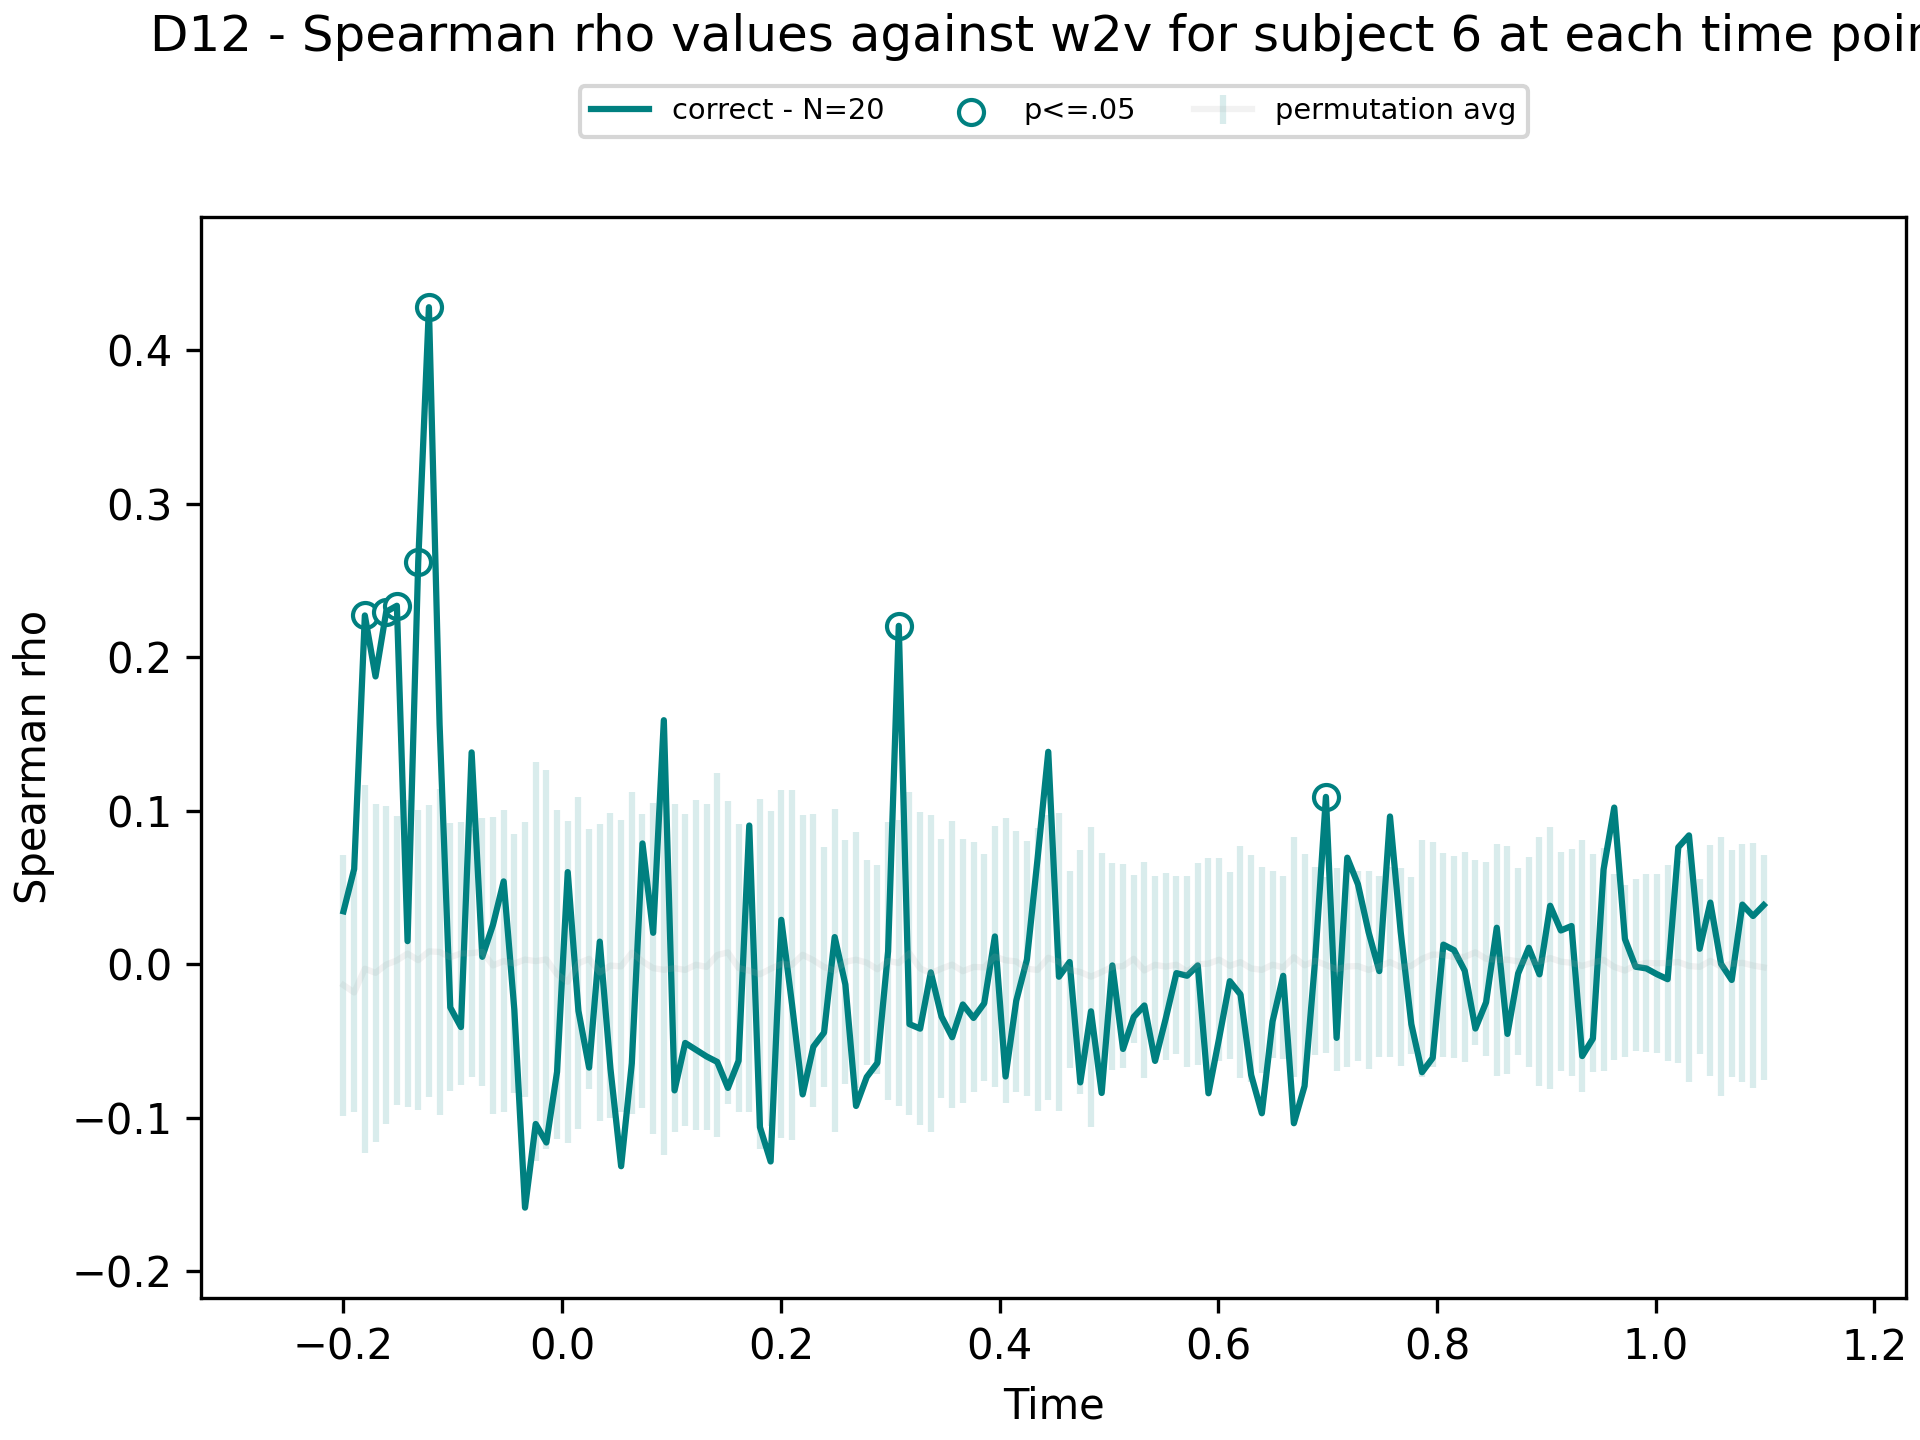 D12 - Spearman rho values against w2v for subject 6 at each time poin
correct - N=20 p<=.05 permutation avg
Spearman rho
0.4
0.3
0.2
0.1
0.0
−0.1
−0.2
−0.2 0.0 0.2 0.4 0.6 0.8 1.0 1.2
Time